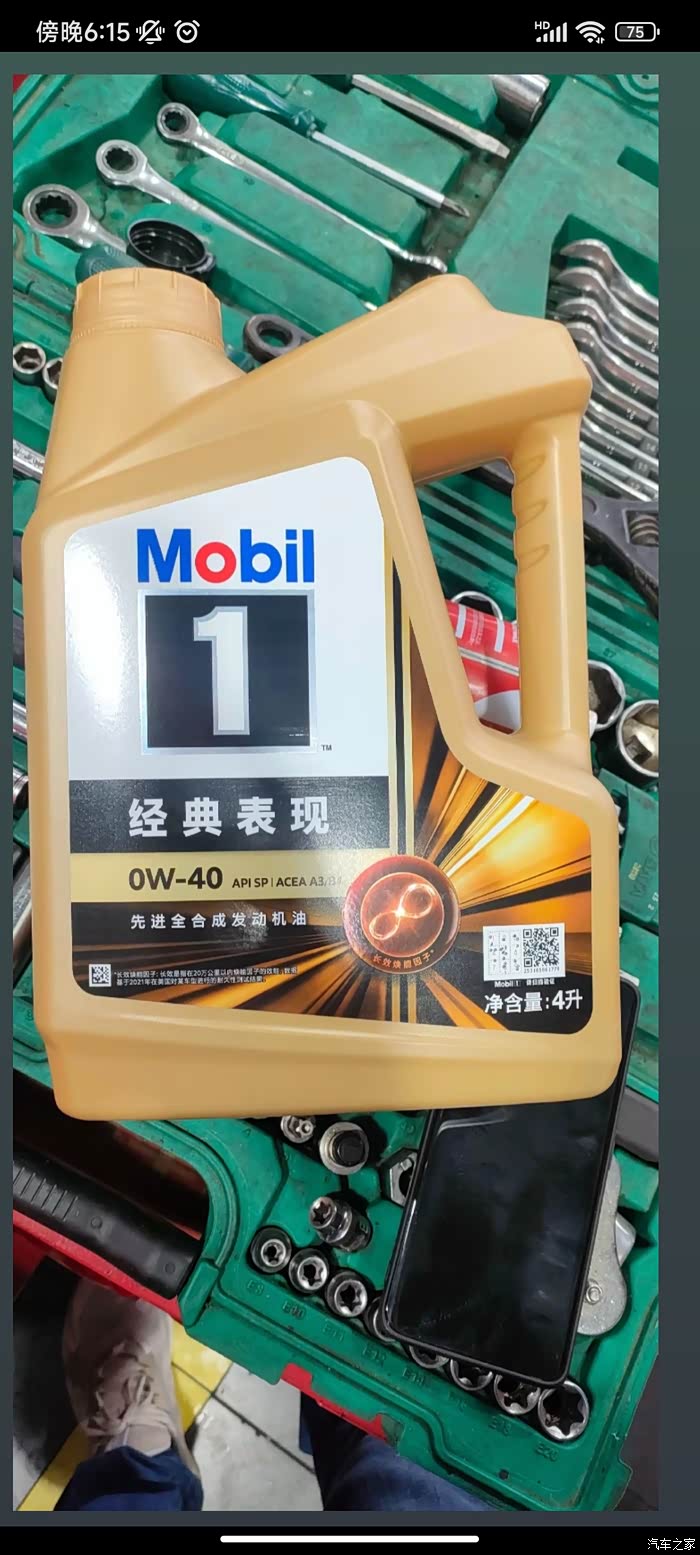 傍晚6:15
HD
75
Mobil
1
TM
经典表现
0W-40 API SP | ACEA A3/B4
先进全合成发动机油
长效焕能因子*
净含量:4升
汽车之家